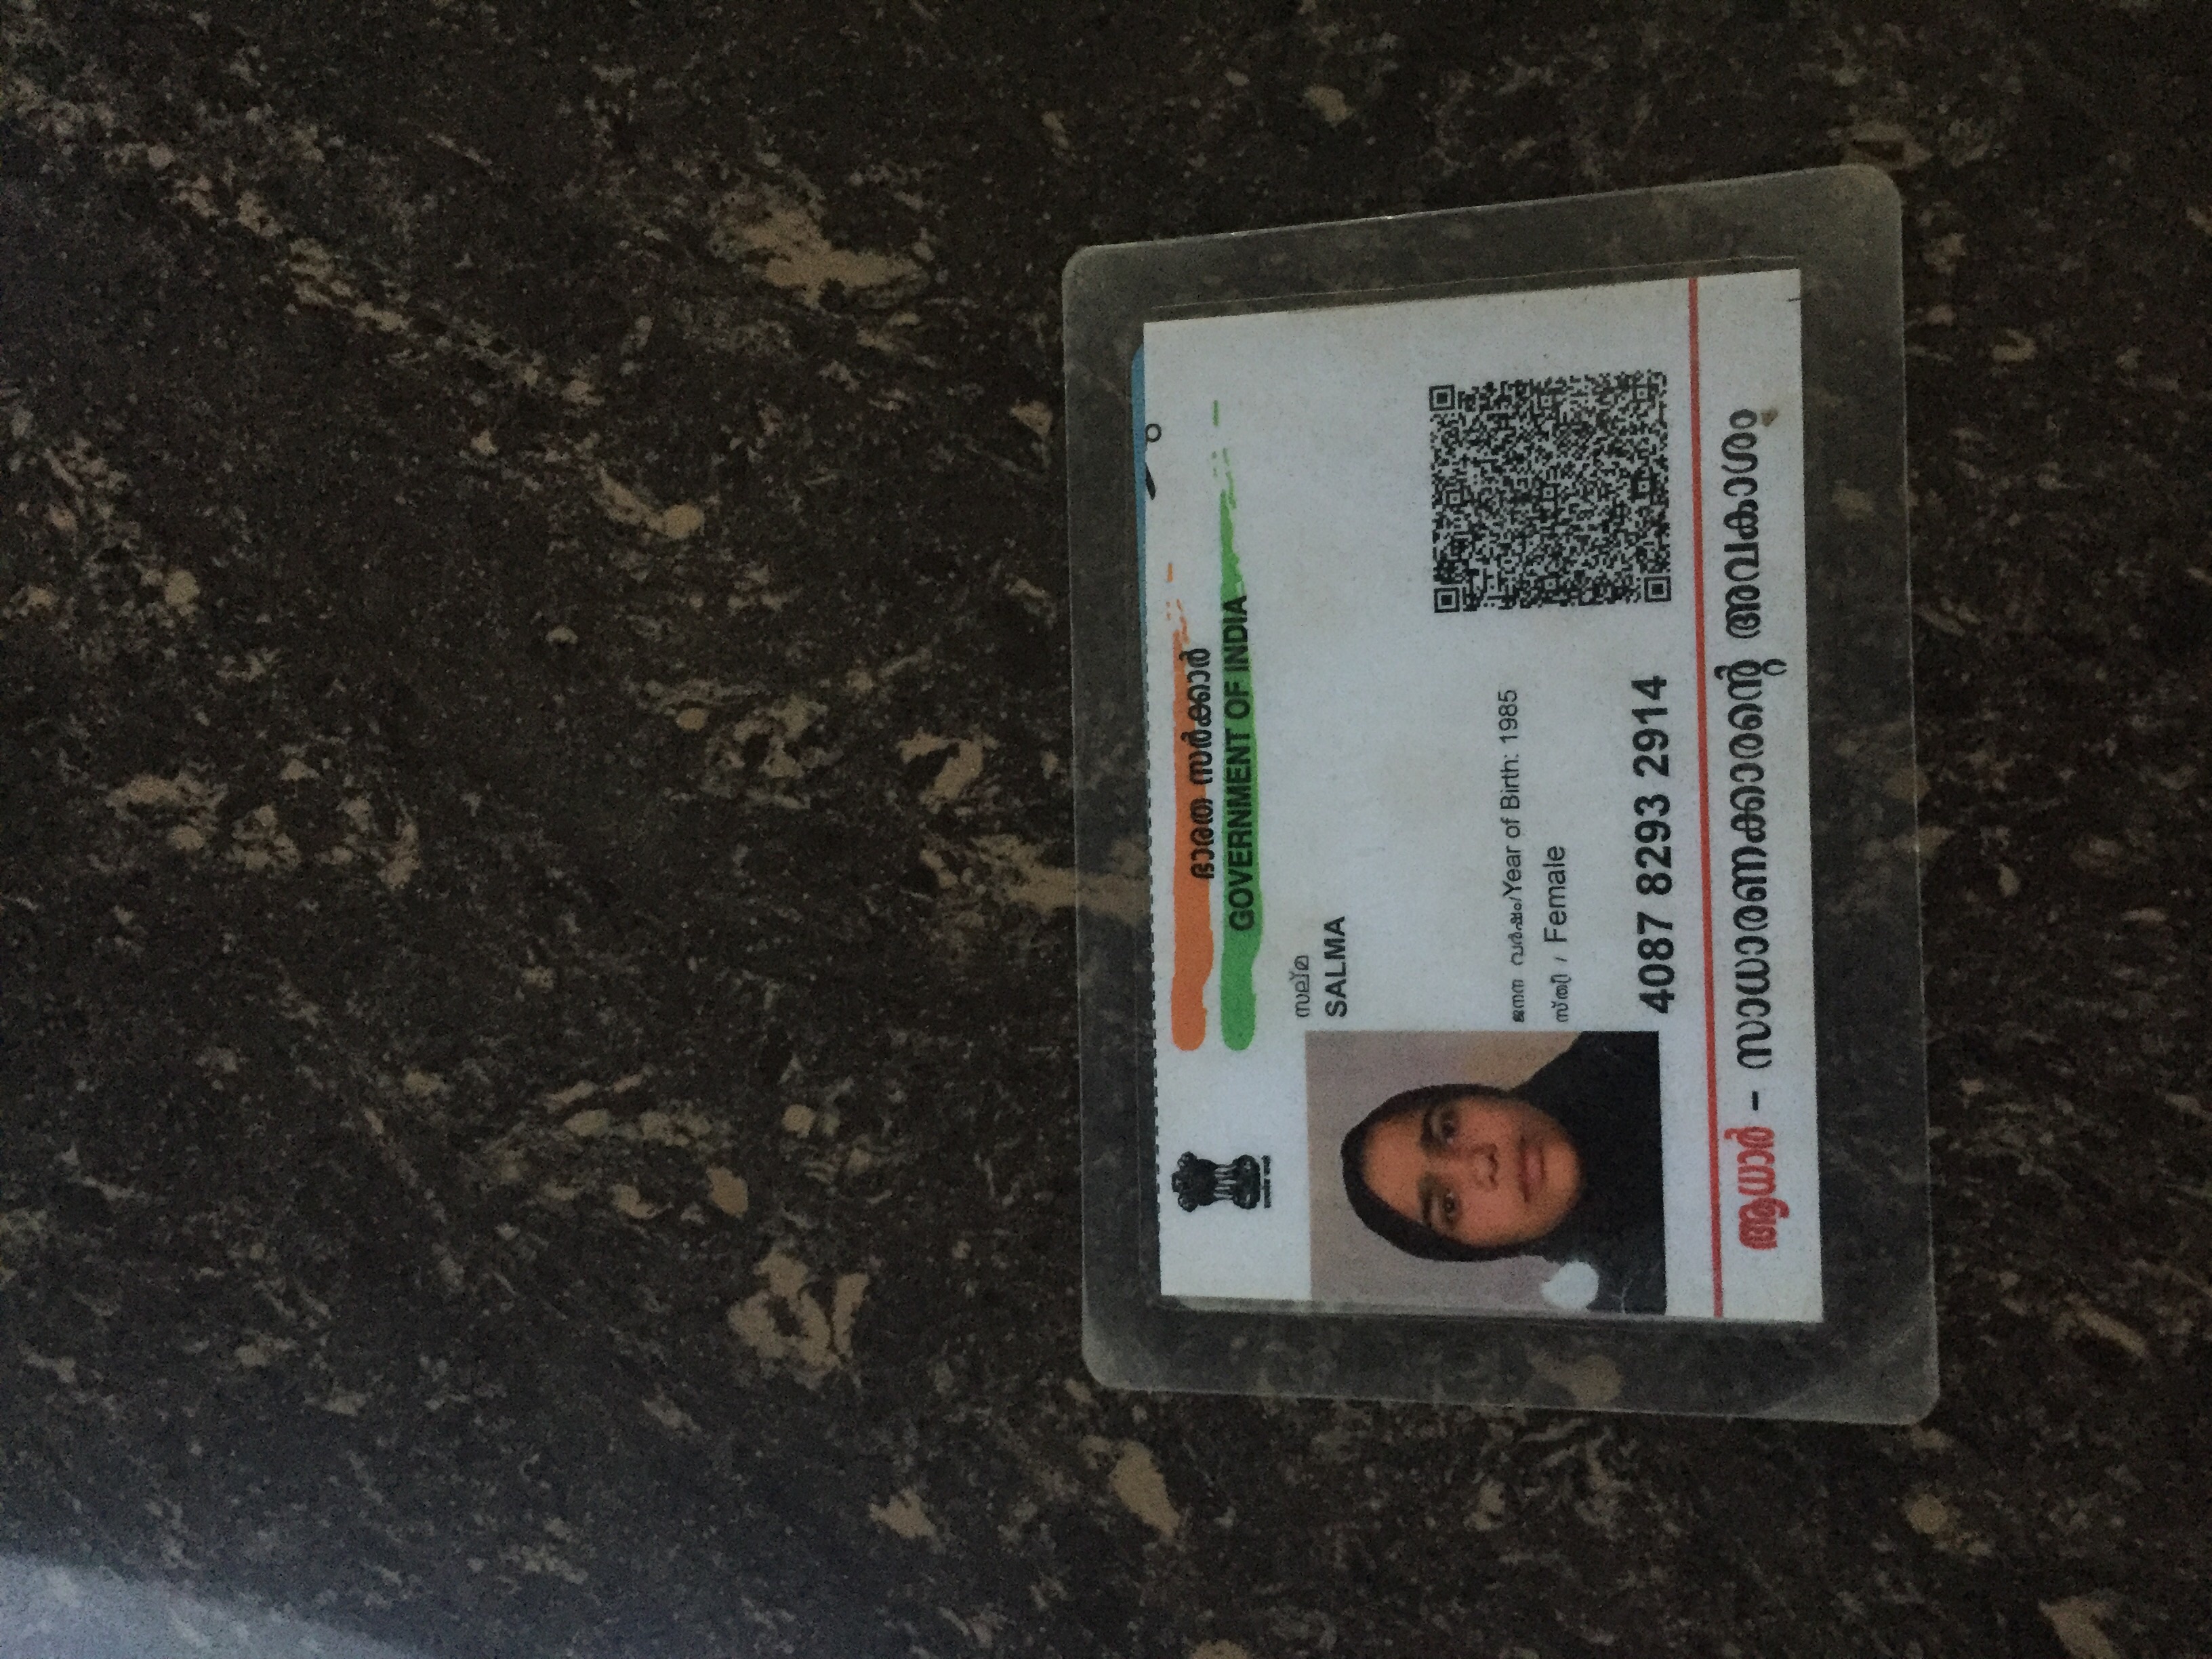 ഭാരത സർക്കാർ
GOVERNMENT OF INDIA
സല്മ
SALMA
ജനന വർഷം/Year of Birth: 1985
സ്ത്രീ / Female
4087 8293 2914
ആധാർ – സാധാരണക്കാരന്റെ അവകാശം